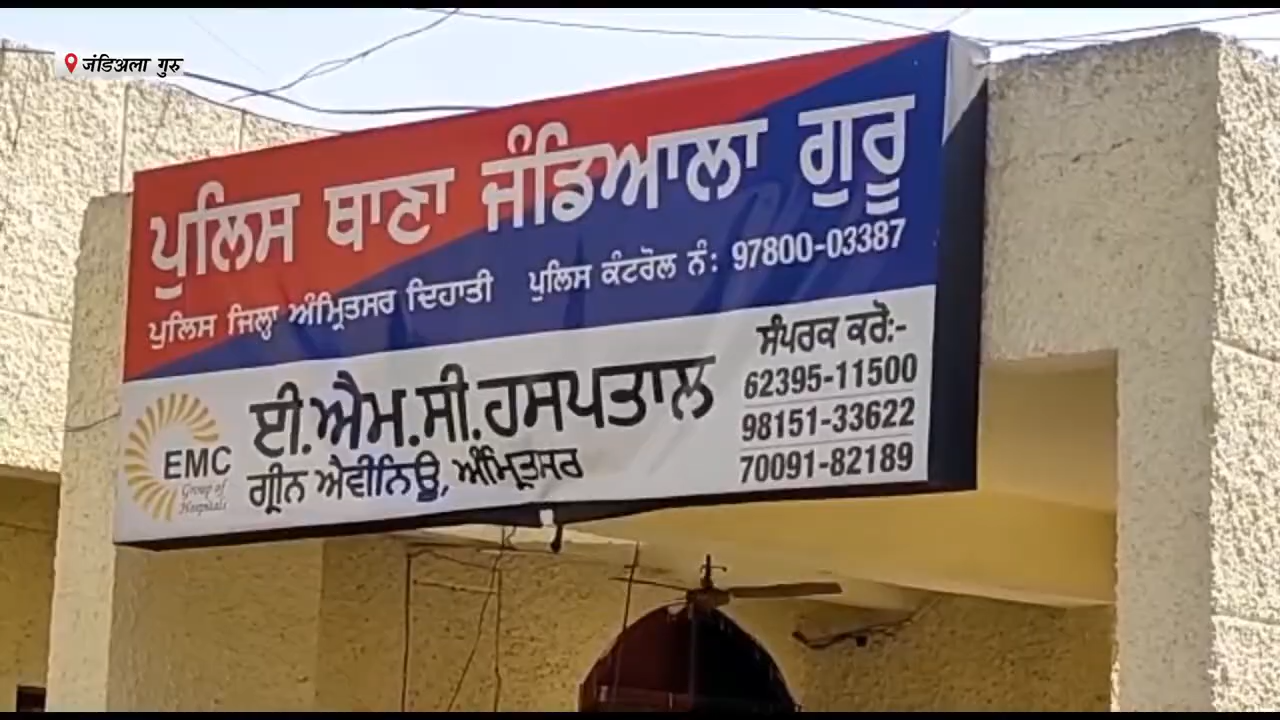 जंडिअला गुरु
ਪੁਲਿਸ ਥਾਣਾ ਜੰਡਿਆਲਾ ਗੁਰੂ
ਪੁਲਿਸ ਜਿਲ੍ਹਾ ਅੰਮ੍ਰਿਤਸਰ ਦਿਹਾਤੀ ਪੁਲਿਸ ਕੰਟਰੋਲ ਨੰ: 97800-03387
EMC
Group of
Hospitals
ਈ.ਐਮ.ਸੀ.ਹਸਪਤਾਲ
ਗ੍ਰੀਨ ਐਵੀਨਿਊ, ਅੰਮ੍ਰਿਤਸਰ
ਸੰਪਰਕ ਕਰੋ:-
62395-11500
98151-33622
70091-82189